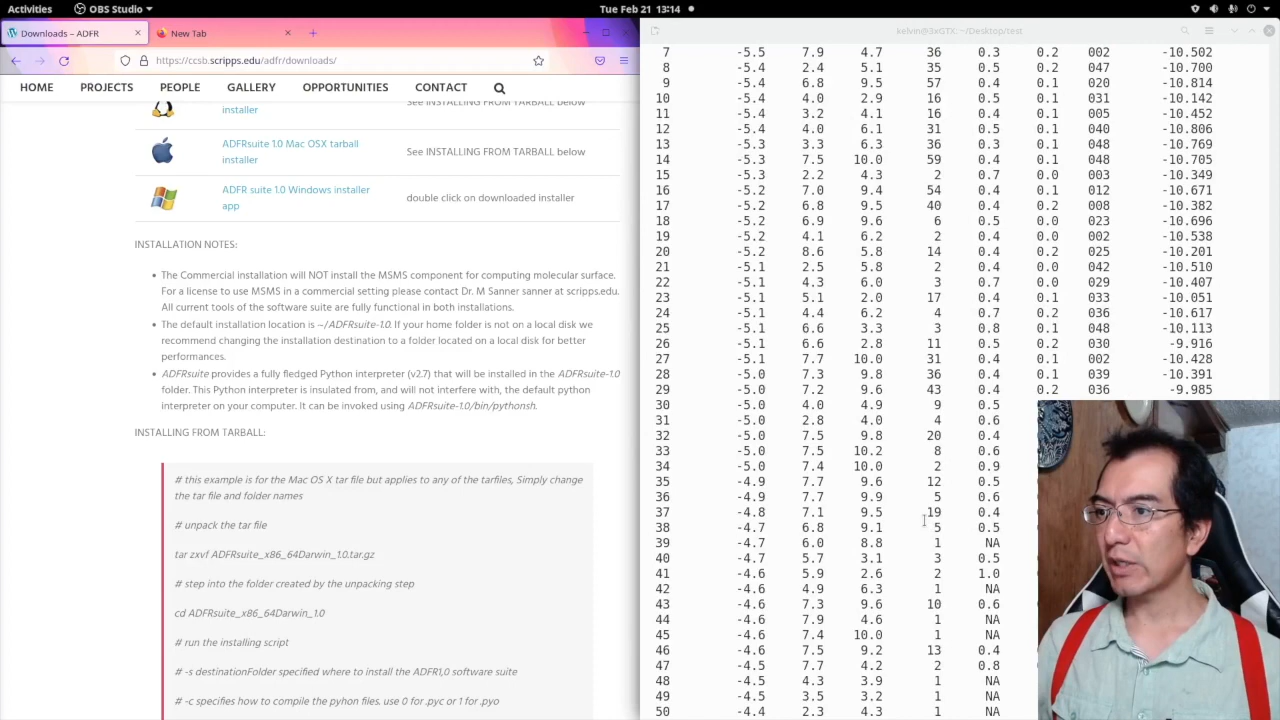 Activities
OBS Studio
Tue Feb 21 13:14
Downloads – ADFR
New Tab
kelvin@3xGTX: ~/Desktop/test
https://ccsb.scripps.edu/adfr/downloads/
HOME PROJECTS PEOPLE GALLERY OPPORTUNITIES CONTACT
installer
See INSTALLING FROM TARBALL below
ADFRsuite 1.0 Mac OSX tarball
installer
See INSTALLING FROM TARBALL below
ADFR suite 1.0 Windows installer
app
double click on downloaded installer
INSTALLATION NOTES:
The Commercial installation will NOT install the MSMS component for computing molecular surface.
For a license to use MSMS in a commercial setting please contact Dr. M Sanner sanner at scripps.edu.
All current tools of the software suite are fully functional in both installations.
The default installation location is ~/ADFRsuite-1.0. If your home folder is not on a local disk we
recommend changing the installation destination to a folder located on a local disk for better
performances.
ADFRsuite provides a fully fledged Python interpreter (v2.7) that will be installed in the ADFRsuite-1.0
folder. This Python interpreter is insulated from, and will not interfere with, the default python
interpreter on your computer. It can be invoked using ADFRsuite-1.0/bin/pythonsh.
INSTALLING FROM TARBALL:
# this example is for the Mac OS X tar file but applies to any of the tarfiles, Simply change
the tar file and folder names
# unpack the tar file
tar zxvf ADFRsuite_x86_64Darwin_1.0.tar.gz
# step into the folder created by the unpacking step
cd ADFRsuite_x86_64Darwin_1.0
# run the installing script
# -s destinationFolder specified where to install the ADFR1,0 software suite
# -c specifies how to compile the pyhon files. use 0 for .pyc or 1 for .pyo
7 -5.5 7.9 4.7 36 0.3 0.2 002 -10.502
8 -5.4 2.4 5.1 35 0.5 0.2 047 -10.700
9 -5.4 6.8 9.5 57 0.4 0.1 020 -10.814
10 -5.4 4.0 2.9 16 0.5 0.1 031 -10.142
11 -5.4 3.2 4.1 16 0.4 0.1 005 -10.452
12 -5.4 4.0 6.1 31 0.5 0.1 040 -10.806
13 -5.3 3.3 6.3 36 0.3 0.1 048 -10.769
14 -5.3 7.5 10.0 59 0.4 0.1 048 -10.705
15 -5.3 2.2 4.3 2 0.7 0.0 003 -10.349
16 -5.2 7.0 9.4 54 0.4 0.1 012 -10.671
17 -5.2 6.8 9.5 40 0.4 0.2 008 -10.382
18 -5.2 6.9 9.6 6 0.5 0.0 023 -10.696
19 -5.2 4.1 6.2 2 0.4 0.0 002 -10.538
20 -5.2 8.6 5.8 14 0.4 0.2 025 -10.201
21 -5.1 2.5 5.8 2 0.4 0.0 042 -10.510
22 -5.1 4.3 6.0 3 0.7 0.0 029 -10.407
23 -5.1 5.1 2.0 17 0.4 0.1 033 -10.051
24 -5.1 4.4 6.2 4 0.7 0.2 036 -10.617
25 -5.1 6.6 3.3 3 0.8 0.1 048 -10.113
26 -5.1 6.6 2.8 11 0.5 0.2 030 -9.916
27 -5.1 7.7 10.0 31 0.4 0.1 002 -10.428
28 -5.0 7.3 9.8 36 0.4 0.1 039 -10.391
29 -5.0 7.2 9.6 43 0.4 0.2 036 -9.985
30 -5.0 4.0 4.9 9 0.5
31 -5.0 2.8 4.0 4 0.6
32 -5.0 7.5 9.8 20 0.4
33 -5.0 7.5 10.2 8 0.6
34 -5.0 7.4 10.0 2 0.9
35 -4.9 7.7 9.6 12 0.5
36 -4.9 7.7 9.9 5 0.6
37 -4.8 7.1 9.5 19 0.4
38 -4.7 6.8 9.1 5 0.5
39 -4.7 6.0 8.8 1 NA
40 -4.7 5.7 3.1 3 0.5
41 -4.6 5.9 2.6 2 1.0
42 -4.6 4.9 6.3 1 NA
43 -4.6 7.3 9.6 10 0.6
44 -4.6 7.9 4.6 1 NA
45 -4.6 7.4 10.0 1 NA
46 -4.6 7.5 9.2 13 0.4
47 -4.5 7.7 4.2 2 0.8
48 -4.5 4.3 3.9 1 NA
49 -4.5 3.5 3.2 1 NA
50 -4.4 2.3 4.3 1 NA